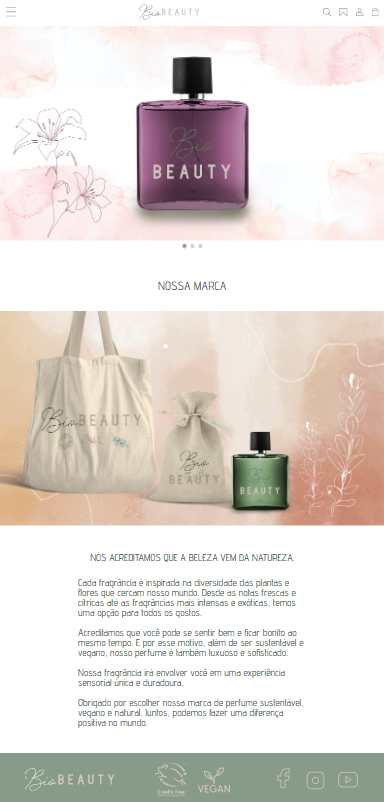 Bio BEAUTY
Bio
BEAUTY
NOSSA MARCA
Bio BEAUTY
Bio
BEAUTY
Bio
BEAUTY
NÓS ACREDITAMOS QUE A BELEZA VEM DA NATUREZA.
Cada fragrância é inspirada na diversidade das plantas e
flores que cercam nosso mundo. Desde as notas frescas e
cítricas até as fragrâncias mais intensas e exóticas, temos
uma opção para todos os gostos.
Acreditamos que você pode se sentir bem e ficar bonito ao
mesmo tempo. E por esse motivo, além de ser sustentável e
vegano, nosso perfume é também luxuoso e sofisticado.
Nossa fragrância irá envolver você em uma experiência
sensorial única e duradoura.
Obrigado por escolher nossa marca de perfume sustentável,
vegano e natural. Juntos, podemos fazer uma diferença
positiva no mundo.
Bio BEAUTY
Cruelty Free
VEGAN